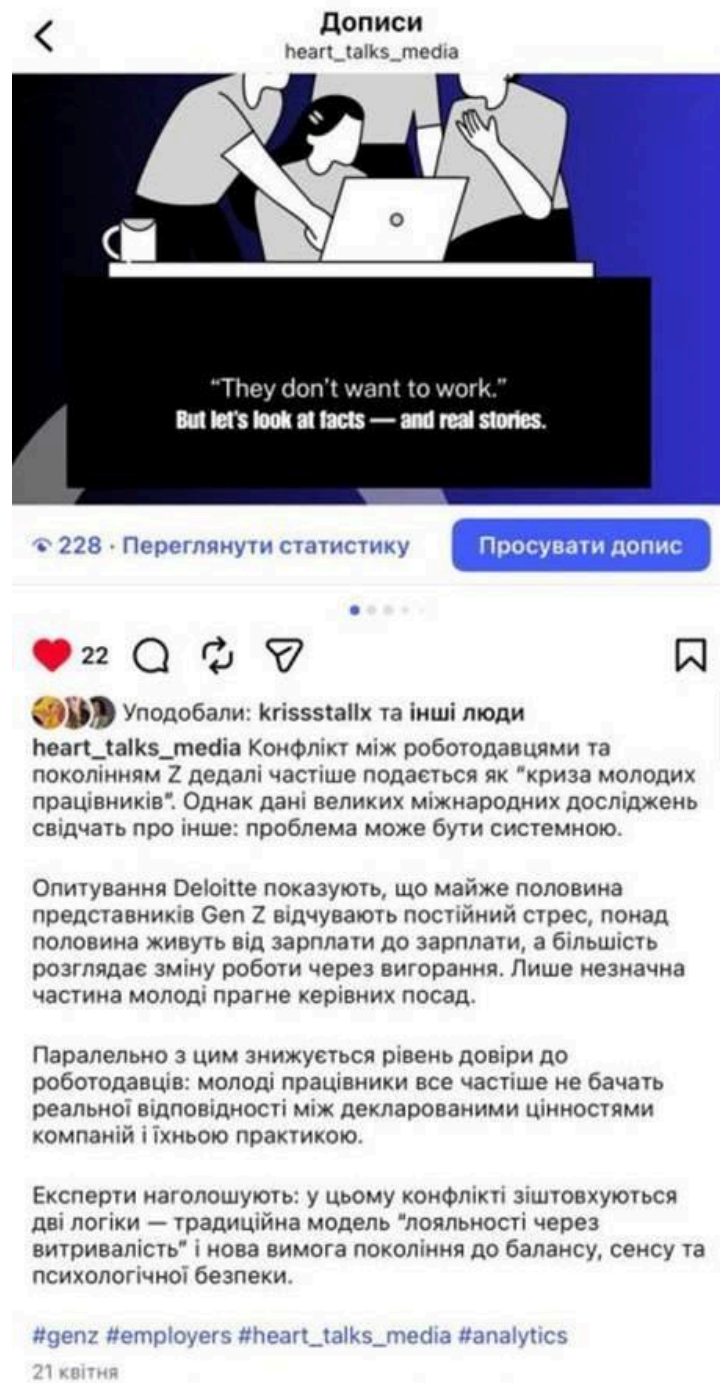 Дописи
heart_talks_media
“They don’t want to work.”
But let’s look at facts — and real stories.
228 · Переглянути статистику
Просувати допис
22
Уподобали: krissstallx та інші люди
heart_talks_media Конфлікт між роботодавцями та
поколінням Z дедалі частіше подається як "криза молодих
працівників". Однак дані великих міжнародних досліджень
свідчать про інше: проблема може бути системною.
Опитування Deloitte показують, що майже половина
представників Gen Z відчувають постійний стрес, понад
половина живуть від зарплати до зарплати, а більшість
розглядає зміну роботи через вигорання. Лише незначна
частина молоді прагне керівних посад.
Паралельно з цим знижується рівень довіри до
роботодавців: молоді працівники все частіше не бачать
реальної відповідності між декларованими цінностями
компаній і їхньою практикою.
Експерти наголошують: у цьому конфлікті зіштовхуються
дві логіки — традиційна модель "лояльності через
витривалість" і нова вимога покоління до балансу, сенсу та
психологічної безпеки.
#genz #employers #heart_talks_media #analytics
21 квітня